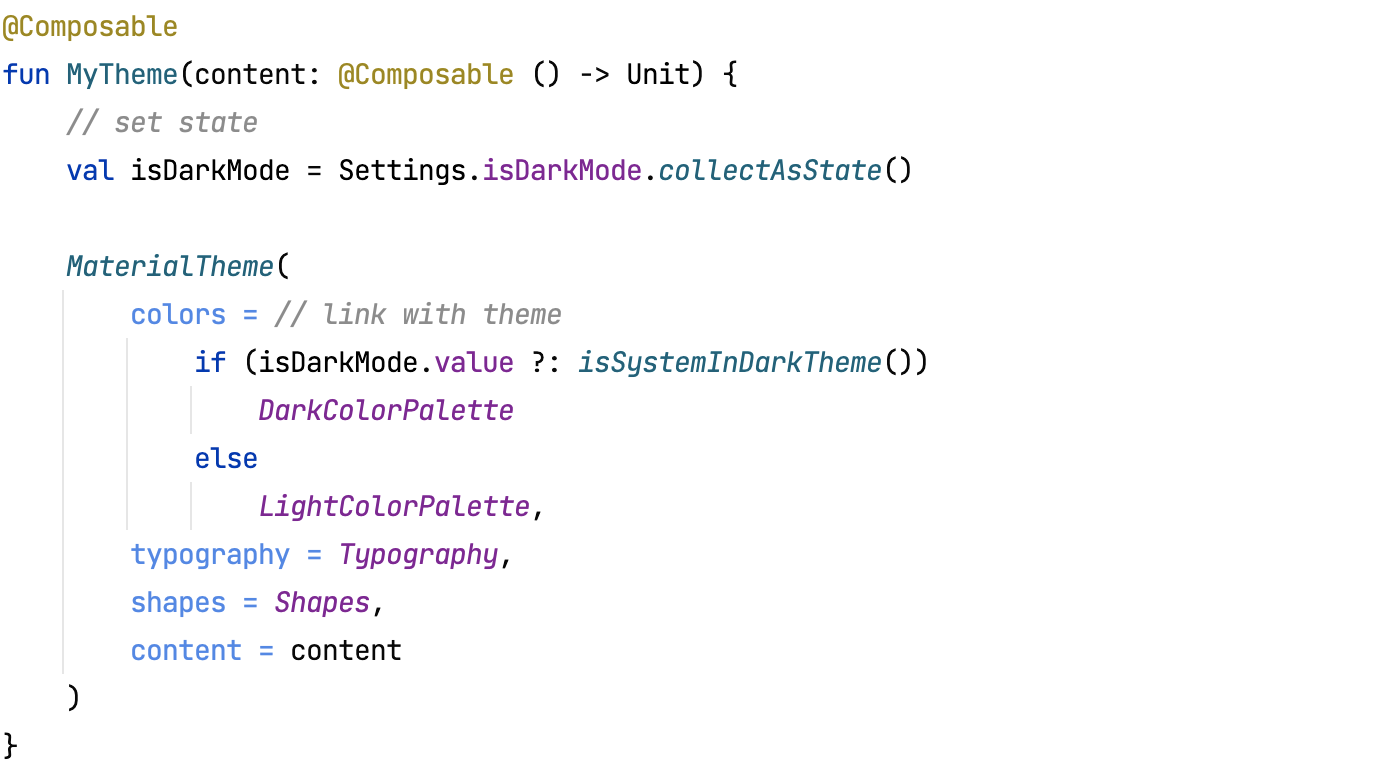 @Composable
fun MyTheme(content: @Composable () -> Unit) {
    // set state
    val isDarkMode = Settings.isDarkMode.collectAsState()

    MaterialTheme(
        colors = // link with theme
            if (isDarkMode.value ?: isSystemInDarkTheme())
                DarkColorPalette
            else
                LightColorPalette,
        typography = Typography,
        shapes = Shapes,
        content = content
    )
}